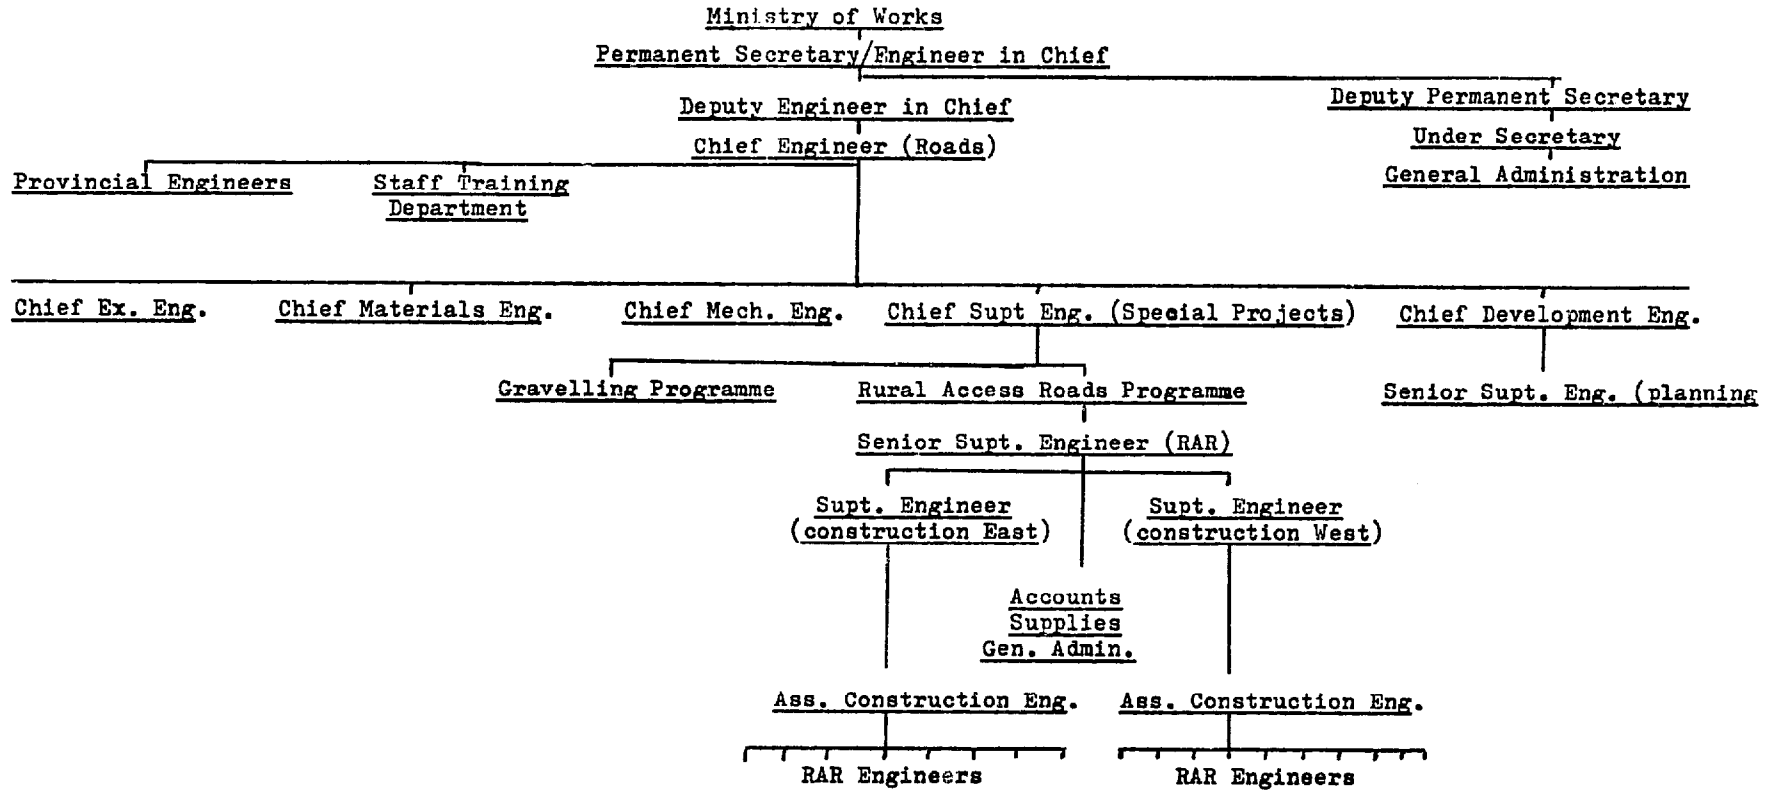 Ministry of Works
Permanent Secretary/Engineer in Chief
Deputy Engineer in Chief
Deputy Permanent Secretary
Chief Engineer (Roads)
Under Secretary
General Administration
Provincial Engineers
Staff Training
Department
Chief Ex. Eng.
Chief Materials Eng.
Chief Mech. Eng.
Chief Supt Eng. (Special Projects)
Chief Development Eng.
Gravelling Programme
Rural Access Roads Programme
Senior Supt. Eng. (planning
Senior Supt. Engineer (RAR)
Supt. Engineer
(construction East)
Supt. Engineer
(construction West)
Accounts
Supplies
Gen. Admin.
Ass. Construction Eng.
Ass. Construction Eng.
RAR Engineers
RAR Engineers